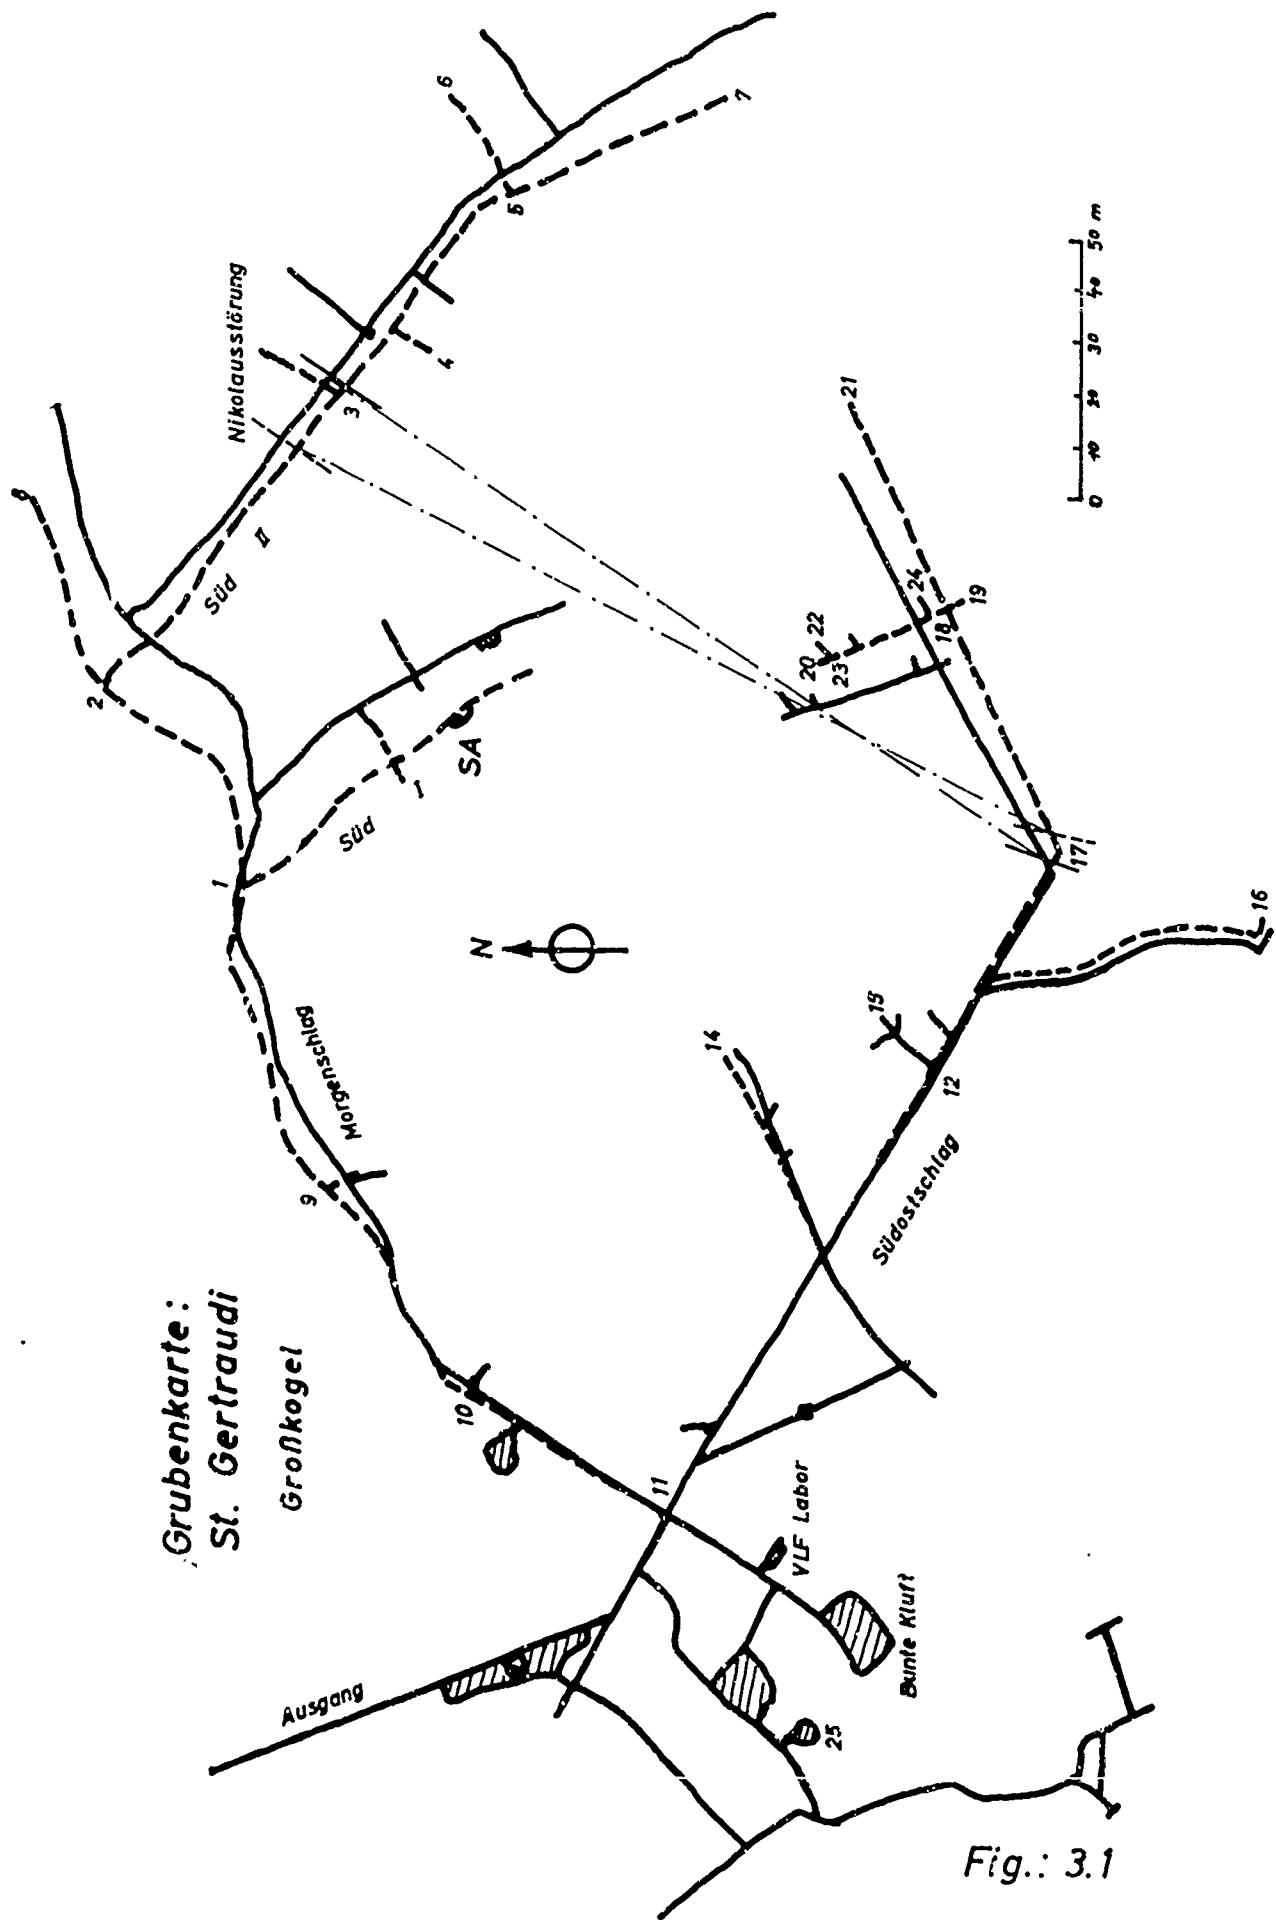 Grubenkarte:
St. Gertraudi
Großkogel
Ausgang
Morgenschlag
Nikolausstörung
Süd
II
Süd
I
SA
N
Südostschlag
VLF Labor
Bunte Kluft
1
2
3
4
5
6
7
8
9
10
11
12
14
15
16
17
18
19
20
21
22
23
24
25
0 10 20 30 40 50 m
Fig.: 3.1